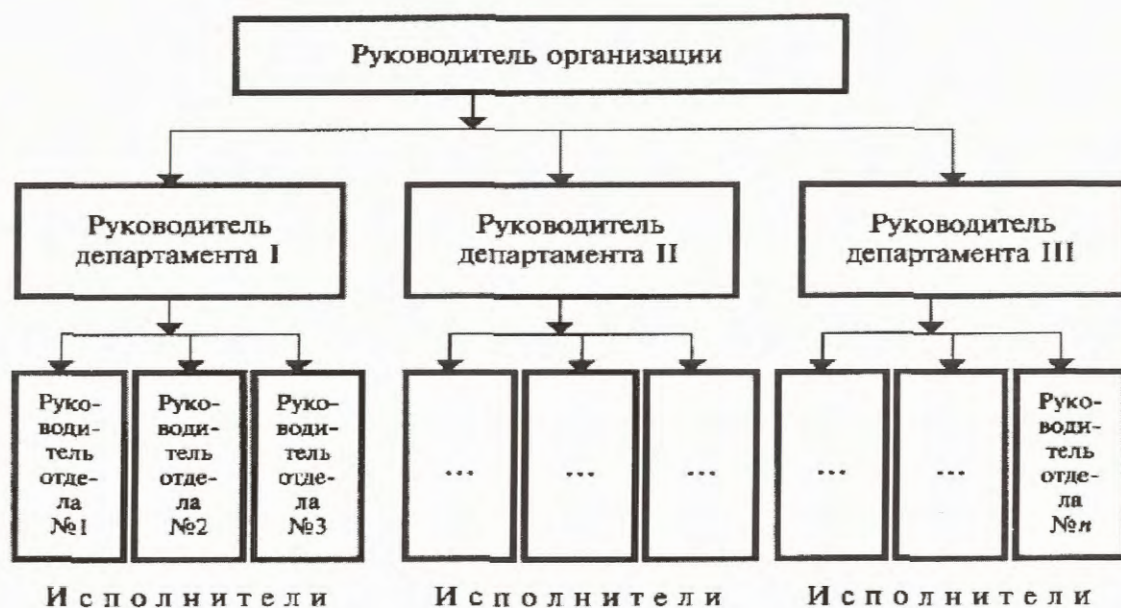 Руководитель организации
Руководитель
департамента I
Руководитель
департамента II
Руководитель
департамента III
Руко-
води-
тель
отде-
ла
№1
Руко-
води-
тель
отде-
ла
№2
Руко-
води-
тель
отде-
ла
№3
...
...
...
...
...
Руко-
води-
тель
отде-
ла
№n
Исполнители
Исполнители
Исполнители